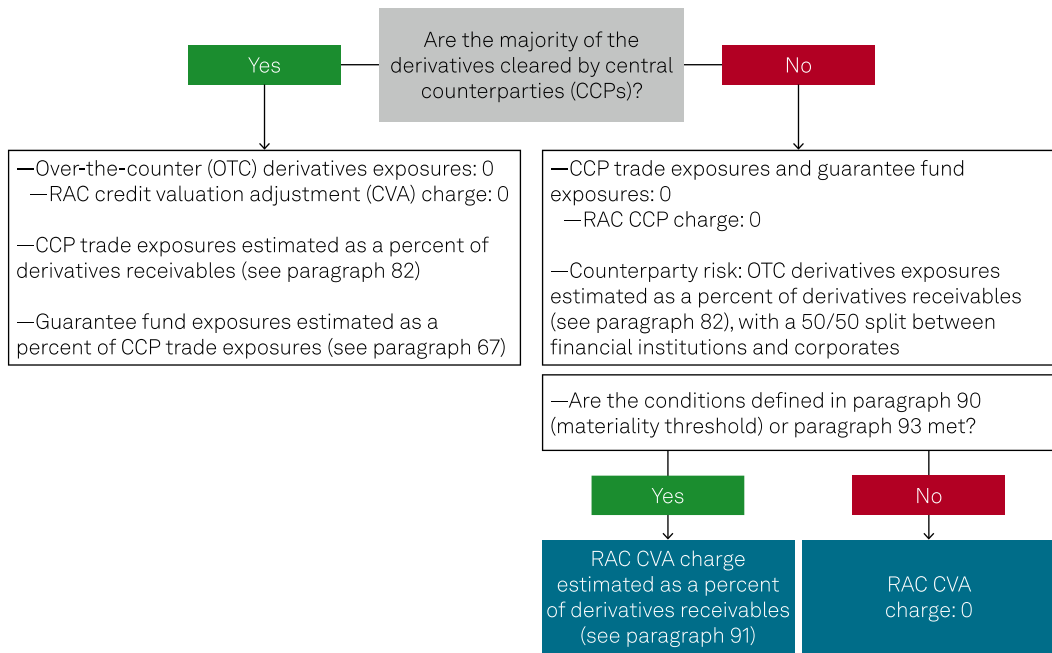 Are the majority of the
derivatives cleared by central
counterparties (CCPs)?
Yes
No
—Over-the-counter (OTC) derivatives exposures: 0
—RAC credit valuation adjustment (CVA) charge: 0
—CCP trade exposures estimated as a percent of
derivatives receivables (see paragraph 82)
—Guarantee fund exposures estimated as a
percent of CCP trade exposures (see paragraph 67)
—CCP trade exposures and guarantee fund
exposures: 0
—RAC CCP charge: 0
—Counterparty risk: OTC derivatives exposures
estimated as a percent of derivatives receivables
(see paragraph 82), with a 50/50 split between
financial institutions and corporates
—Are the conditions defined in paragraph 90
(materiality threshold) or paragraph 93 met?
Yes
No
RAC CVA charge
estimated as a percent
of derivatives receivables
(see paragraph 91)
RAC CVA
charge: 0